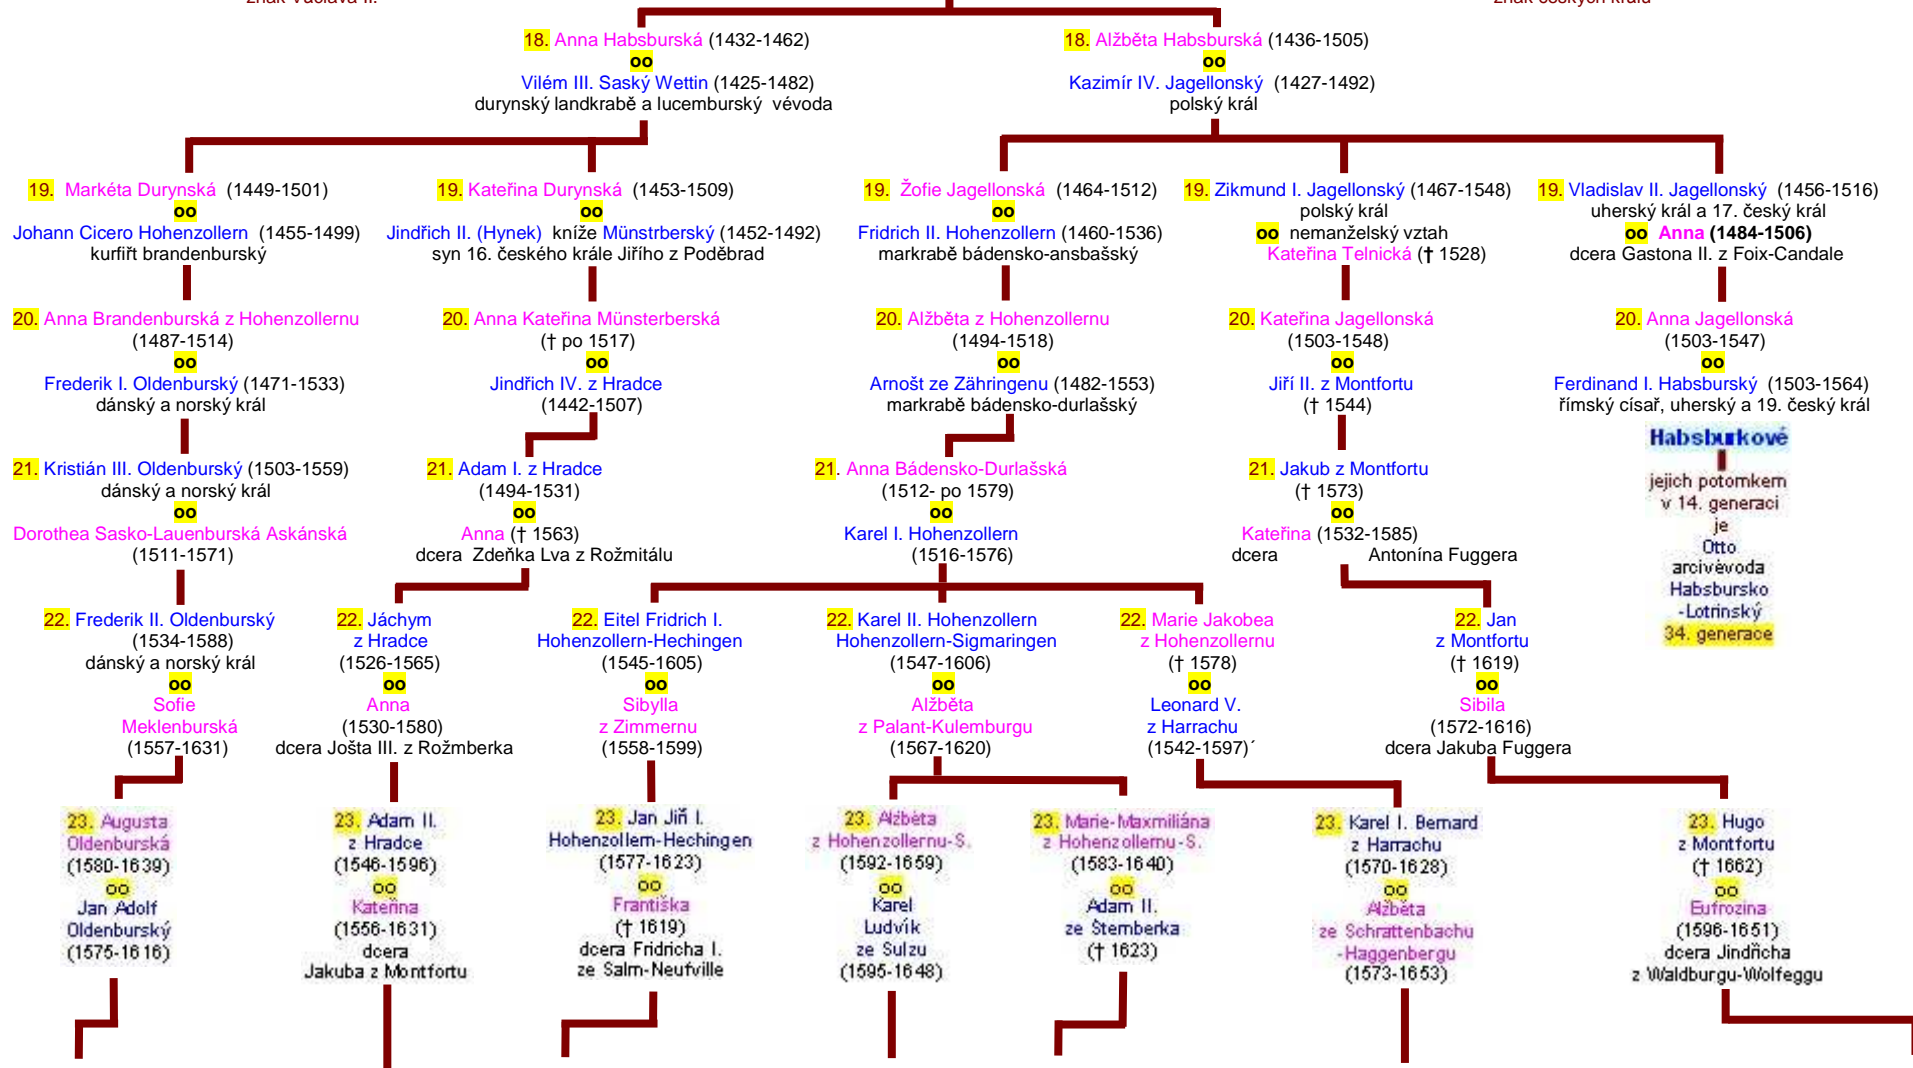 znak Václava II.
znak českých králů
18. Anna Habsburská (1432-1462)
oo
Vilém III. Saský Wettin (1425-1482)
durynský landkrabě a lucemburský vévoda
18. Alžběta Habsburská (1436-1505)
oo
Kazimír IV. Jagellonský (1427-1492)
polský král
19. Markéta Durynská (1449-1501)
oo
Johann Cicero Hohenzollern (1455-1499)
kurfiřt brandenburský
19. Kateřina Durynská (1453-1509)
oo
Jindřich II. (Hynek) kníže Münstrberský (1452-1492)
syn 16. českého krále Jiřího z Poděbrad
19. Žofie Jagellonská (1464-1512)
oo
Fridrich II. Hohenzollern (1460-1536)
markrabě bádensko-ansbašský
19. Zikmund I. Jagellonský (1467-1548)
polský král
oo nemanželský vztah
Kateřina Telnická († 1528)
19. Vladislav II. Jagellonský (1456-1516)
uherský král a 17. český král
oo Anna (1484-1506)
dcera Gastona II. z Foix-Candale
20. Anna Brandenburská z Hohenzollernu
(1487-1514)
oo
Frederik I. Oldenburský (1471-1533)
dánský a norský král
20. Anna Kateřina Münsterberská
(† po 1517)
oo
Jindřich IV. z Hradce
(1442-1507)
20. Alžběta z Hohenzollernu
(1494-1518)
oo
Arnošt ze Zähringenu (1482-1553)
markrabě bádensko-durlašský
20. Kateřina Jagellonská
(1503-1548)
oo
Jiří II. z Montfortu
(† 1544)
20. Anna Jagellonská
(1503-1547)
oo
Ferdinand I. Habsburský (1503-1564)
římský císař, uherský a 19. český král
Habsburkové
jejich potomkem
v 14. generaci
je
Otto
arcivévoda
Habsbursko
-Lotrinský
34. generace
21. Kristián III. Oldenburský (1503-1559)
dánský a norský král
oo
Dorothea Sasko-Lauenburská Askánská
(1511-1571)
21. Adam I. z Hradce
(1494-1531)
oo
Anna († 1563)
dcera Zdeňka Lva z Rožmitálu
21. Anna Bádensko-Durlašská
(1512- po 1579)
oo
Karel I. Hohenzollern
(1516-1576)
21. Jakub z Montfortu
(† 1573)
oo
Kateřina (1532-1585)
dcera Antonína Fuggera
22. Frederik II. Oldenburský
(1534-1588)
dánský a norský král
oo
Sofie
Meklenburská
(1557-1631)
22. Jáchym
z Hradce
(1526-1565)
oo
Anna
(1530-1580)
dcera Jošta III. z Rožmberka
22. Eitel Fridrich I.
Hohenzollern-Hechingen
(1545-1605)
oo
Sibylla
z Zimmernu
(1558-1599)
22. Karel II. Hohenzollern
Hohenzollern-Sigmaringen
(1547-1606)
oo
Alžběta
z Palant-Kulemburgu
(1567-1620)
22. Marie Jakobea
z Hohenzollernu
(† 1578)
oo
Leonard V.
z Harrachu
(1542-1597)´
22. Jan
z Montfortu
(† 1619)
oo
Sibila
(1572-1616)
dcera Jakuba Fuggera
23. Augusta
Oldenburská
(1580-1639)
oo
Jan Adolf
Oldenburský
(1575-1616)
23. Adam II.
z Hradce
(1546-1596)
oo
Kateřina
(1556-1631)
dcera
Jakuba z Montfortu
23. Jan Jiří I.
Hohenzollern-Hechingen
(1577-1623)
oo
Františka
(† 1619)
dcera Fridricha I.
ze Salm-Neufville
23. Alžběta
z Hohenzollernu-S.
(1592-1659)
oo
Karel
Ludvík
ze Sulzu
(1595-1648)
23. Marie-Maxmiliána
z Hohenzollernu-S.
(1583-1640)
oo
Adam II.
ze Šternberka
(† 1623)
23. Karel I. Bernard
z Harrachu
(1570-1628)
oo
Alžběta
ze Schrattenbachu
-Haggenbergu
(1573-1653)
23. Hugo
z Montfortu
(† 1662)
oo
Eufrozina
(1596-1651)
dcera Jindřicha
z Waldburgu-Wolfeggu